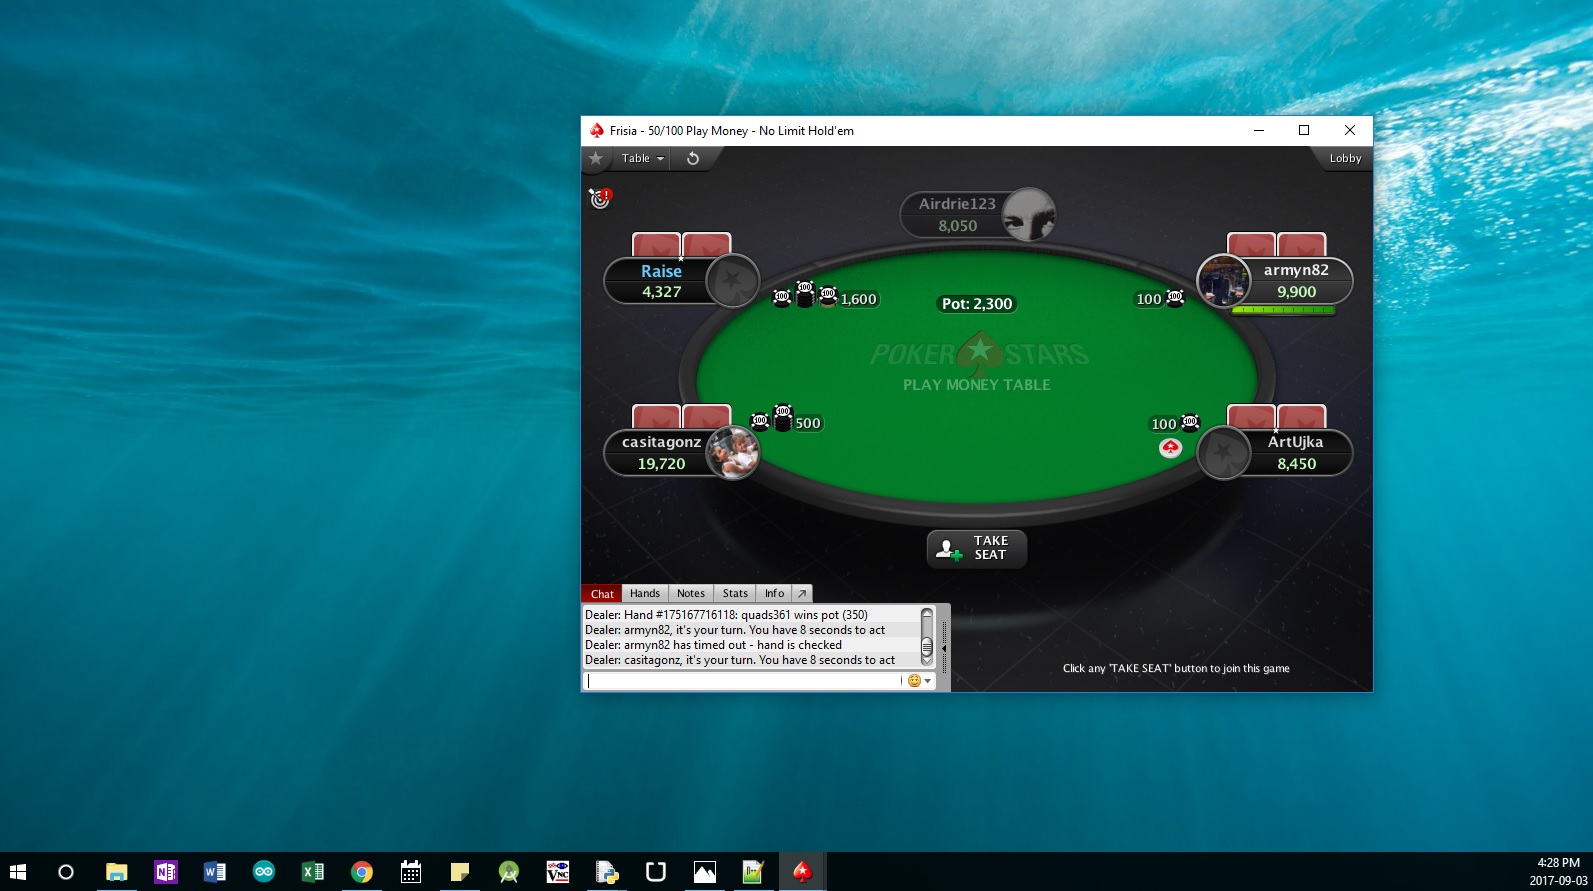 Frisia - 50/100 Play Money - No Limit Hold'em
Table
Lobby
Airdrie123
8,050
Raise
4,327
armyn82
9,900
1,600
Pot: 2,300
100
POKER STARS
PLAY MONEY TABLE
casitagonz
19,720
500
100
ArtUjka
8,450
TAKE
SEAT
Chat Hands Notes Stats Info
Dealer: Hand #175167716118: quads361 wins pot (350)
Dealer: armyn82, it's your turn. You have 8 seconds to act
Dealer: armyn82 has timed out - hand is checked
Dealer: casitagonz, it's your turn. You have 8 seconds to act
Click any 'TAKE SEAT' button to join this game
4:28 PM
2017-09-03